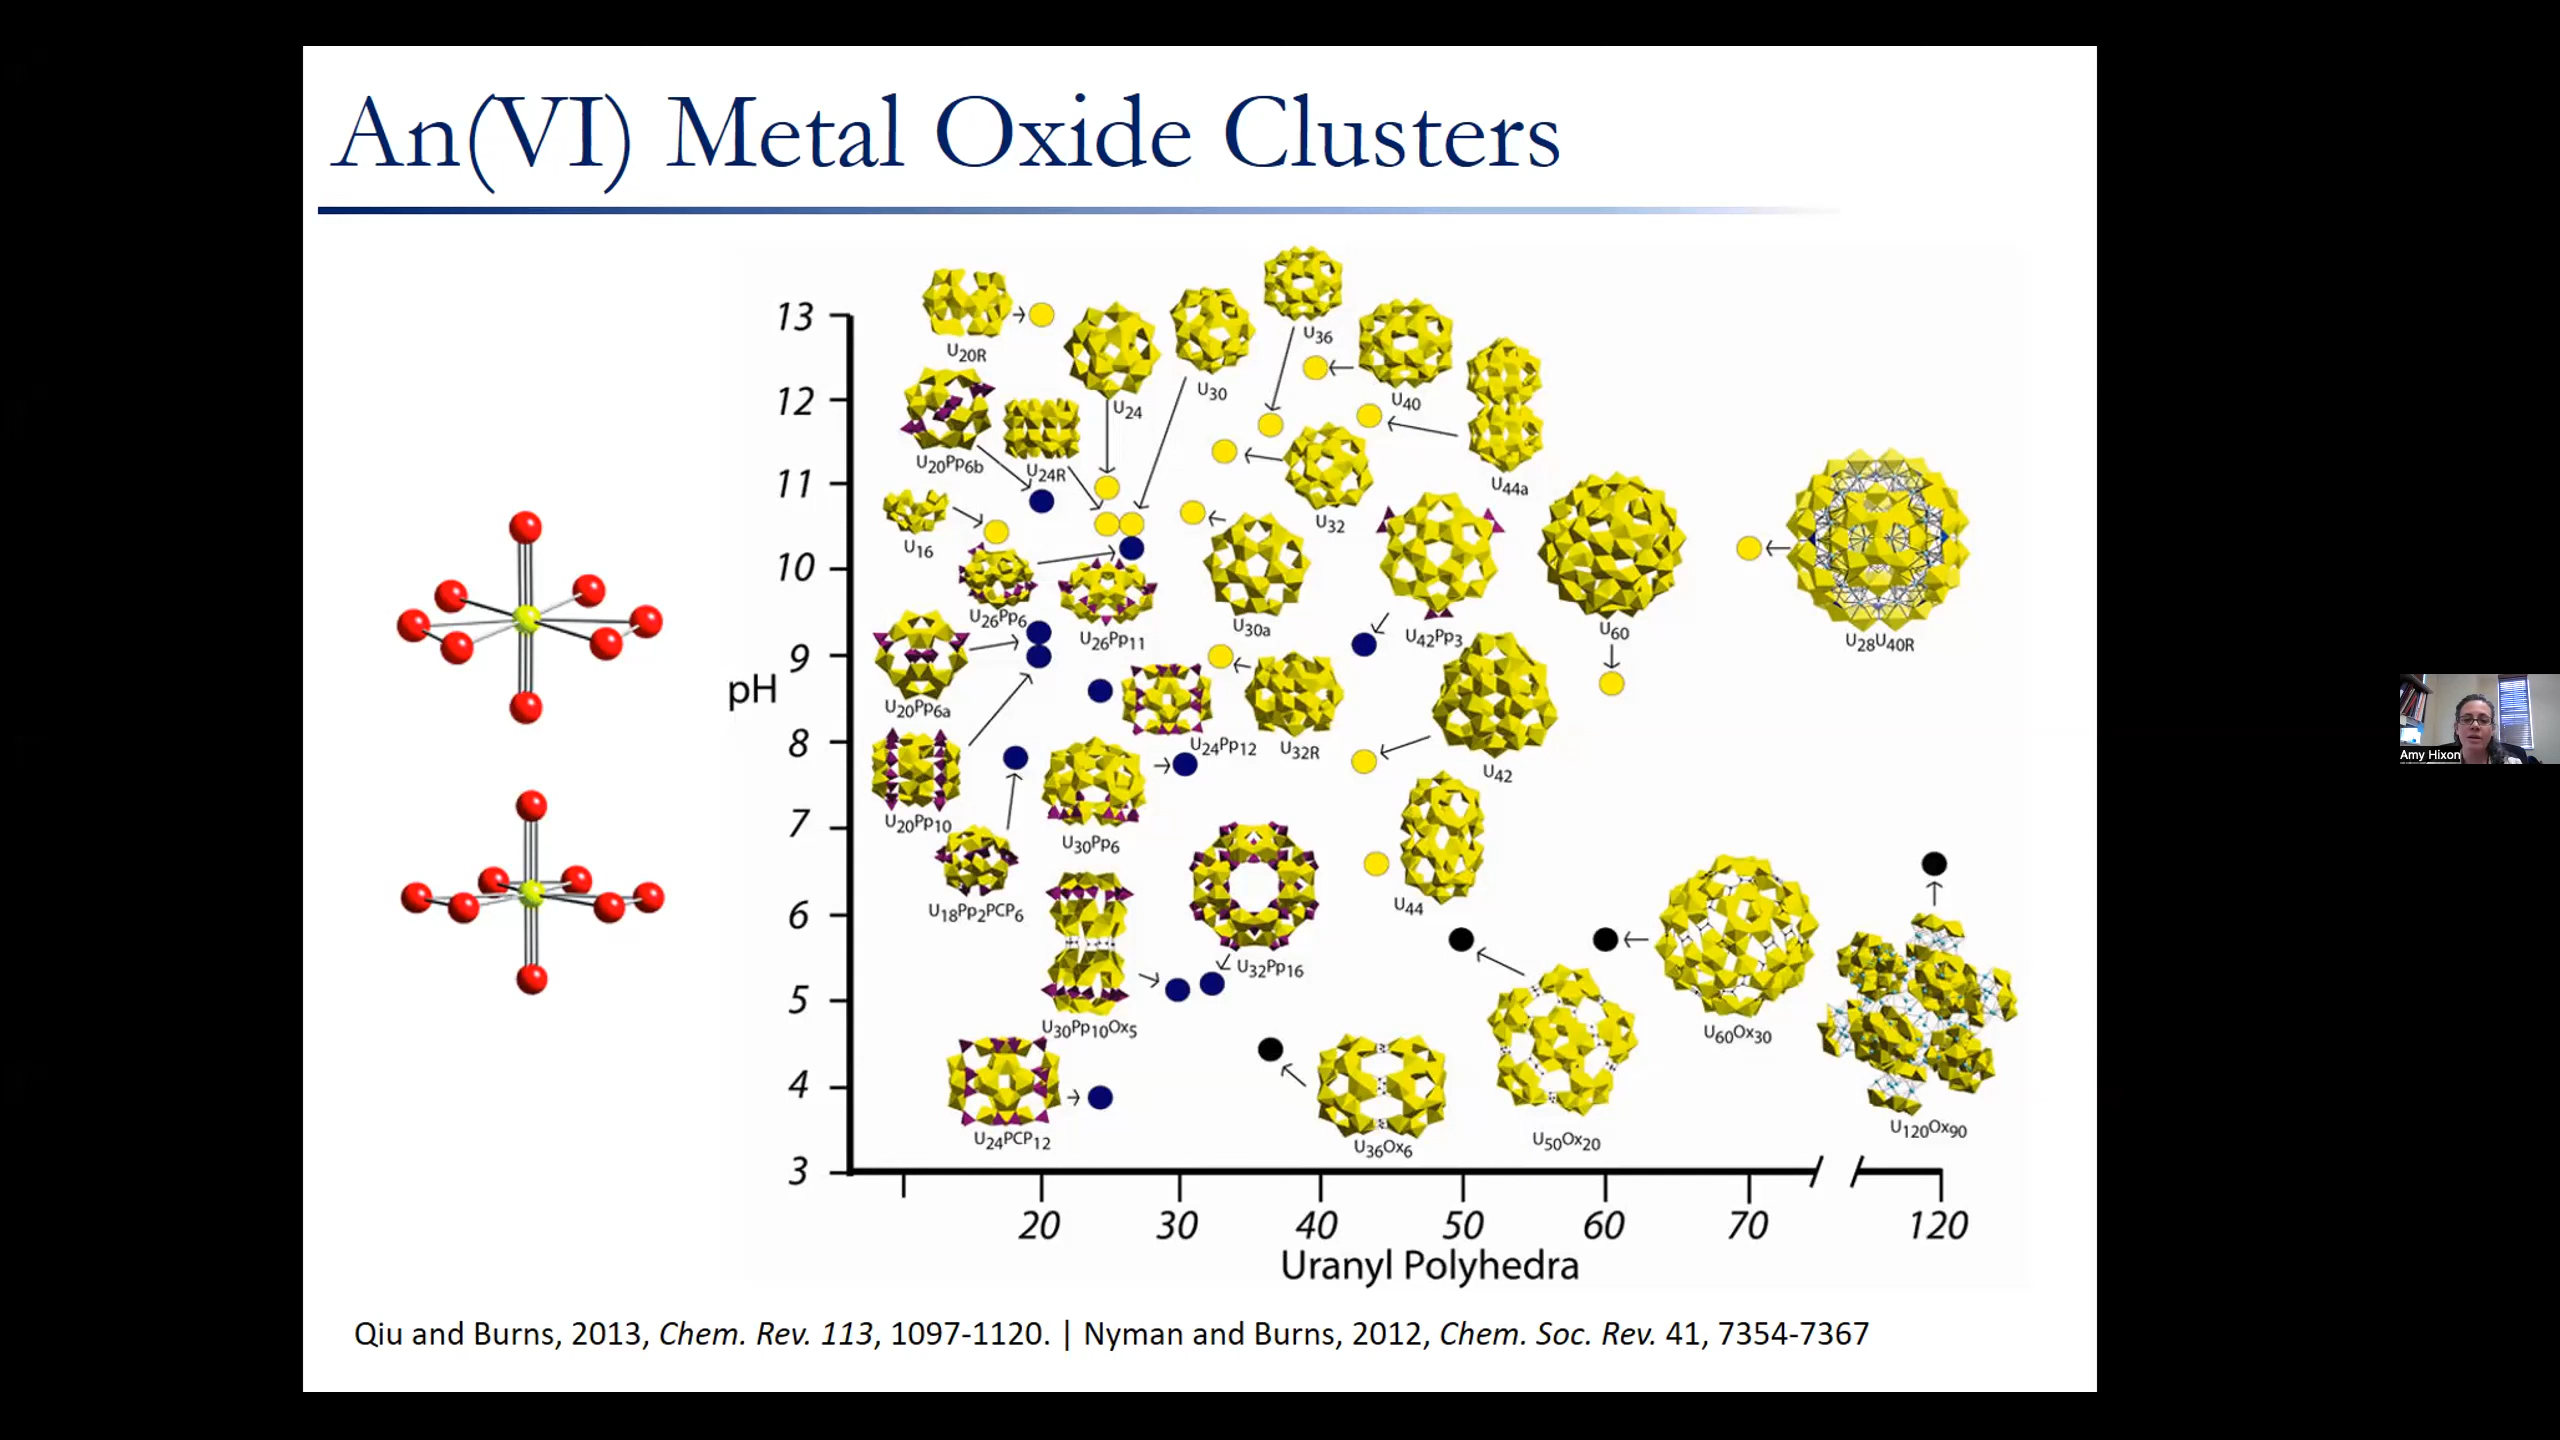 An(VI) Metal Oxide Clusters
13
12
11
10
9
8
7
6
5
4
3
pH
U20R
U36
U30
U40
U24
U20Pp6b
U24R
U44a
U32
U16
U26Pp6
U26Pp11
U30a
U42Pp3
U60
U28U40R
U20Pp6a
U24Pp12
U32R
U42
U20Pp10
U30Pp6
U18Pp2PCP6
U44
U32Pp16
U30Pp10Ox5
U60Ox30
U24PCP12
U36Ox6
U50Ox20
U120Ox90
20 30 40 50 60 70 120
Uranyl Polyhedra
Qiu and Burns, 2013, Chem. Rev. 113, 1097-1120. | Nyman and Burns, 2012, Chem. Soc. Rev. 41, 7354-7367
Amy Hixon